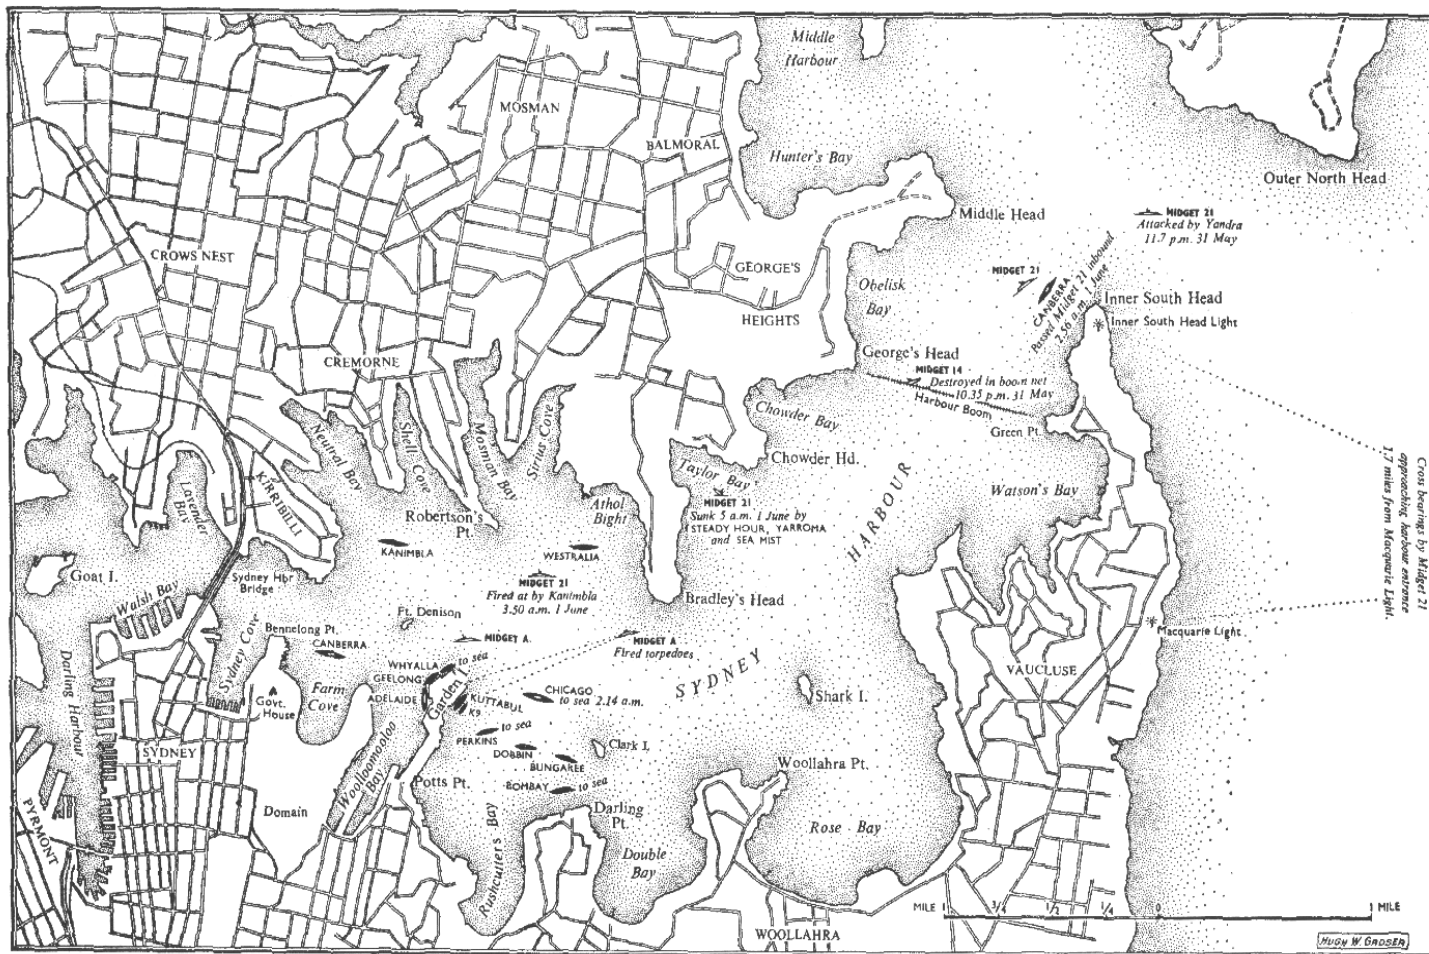 Middle
Harbour
MOSMAN
BALMORAL
Hunter's Bay
Outer North Head
Middle Head
MIDGET 21
Attacked by Yandra
11.7 p.m. 31 May
CROWS NEST
GEORGE'S
HEIGHTS
Obelisk
Bay
MIDGET 21
CANBERRA
Passed Midget 21 inbound
2.56 a.m. 1 June
Inner South Head
Inner South Head Light
CREMORNE
George's Head
MIDGET 14
Destroyed in boom net
10.35 p.m. 31 May
Harbour Boom
Green Pt.
Chowder Bay
Chowder Hd.
Neutral Bay
Shell Cove
Mosman Bay
Sirius Cove
Taylor Bay
Watson's Bay
Cross bearings by Midget 21
approaching harbour entrance
1.7 miles from Macquarie Light.
Lavender
Bay
KIRRIBILLI
Robertson's
Pt.
Athol
Bight
MIDGET 21
Sunk 5 a.m. 1 June by
STEADY HOUR, YARROMA
and SEA MIST
SYDNEY HARBOUR
KANIMBLA
WESTRALIA
Goat I.
Walsh Bay
Sydney Hbr
Bridge
MIDGET 21
Fired at by Kanimbla
3.50 a.m. 1 June
Bradley's Head
Ft. Denison
Bennelong Pt.
CANBERRA
MIDGET A.
MIDGET A
Fired torpedoes
Macquarie Light
Darling Harbour
Sydney Cove
Farm
Cove
Govt.
House
WHYALLA
to sea
GEELONG
ADELAIDE
Garden I
KUTTABUL
K9
CHICAGO
to sea 2.14 a.m.
VAUCLUSE
Shark I.
SYDNEY
Woolloomooloo
Bay
PERKINS
to sea
DOBBIN
BUNGAREE
Clark I.
BOMBAY
to sea
Potts Pt.
Woollahra Pt.
Domain
PYRMONT
Rushcutter's Bay
Darling
Pt.
Double
Bay
Rose Bay
WOOLLAHRA
MILE 1 3/4 1/2 1/4 0 1 MILE
HUGH W. GROSER